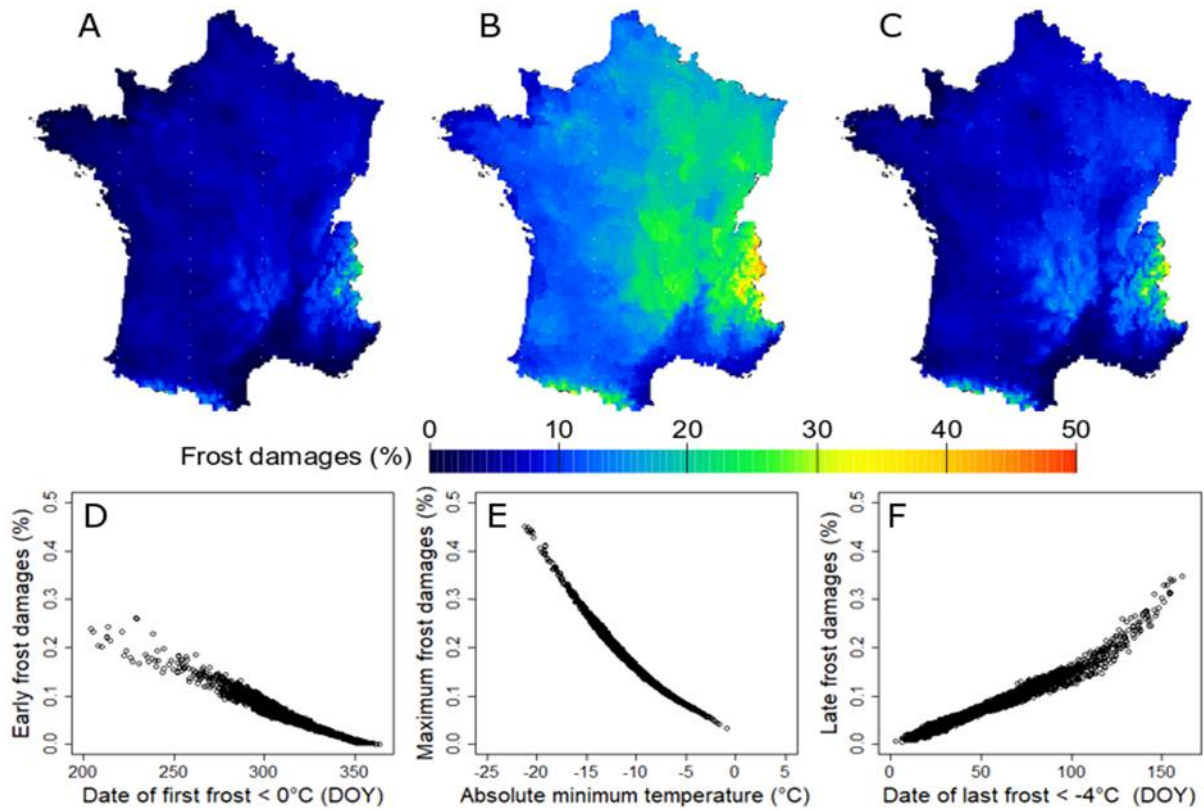 A B C
0 10 20 30 40 50
Frost damages (%)
D E F
Early frost damages (%)
0.0 0.1 0.2 0.3 0.4 0.5
200 250 300 350
Date of first frost < 0°C (DOY)
Maximum frost damages (%)
0.0 0.1 0.2 0.3 0.4 0.5
-25 -20 -15 -10 -5 0 5
Absolute minimum temperature (°C)
Late frost damages (%)
0.0 0.1 0.2 0.3 0.4 0.5
0 50 100 150
Date of last frost < -4°C (DOY)